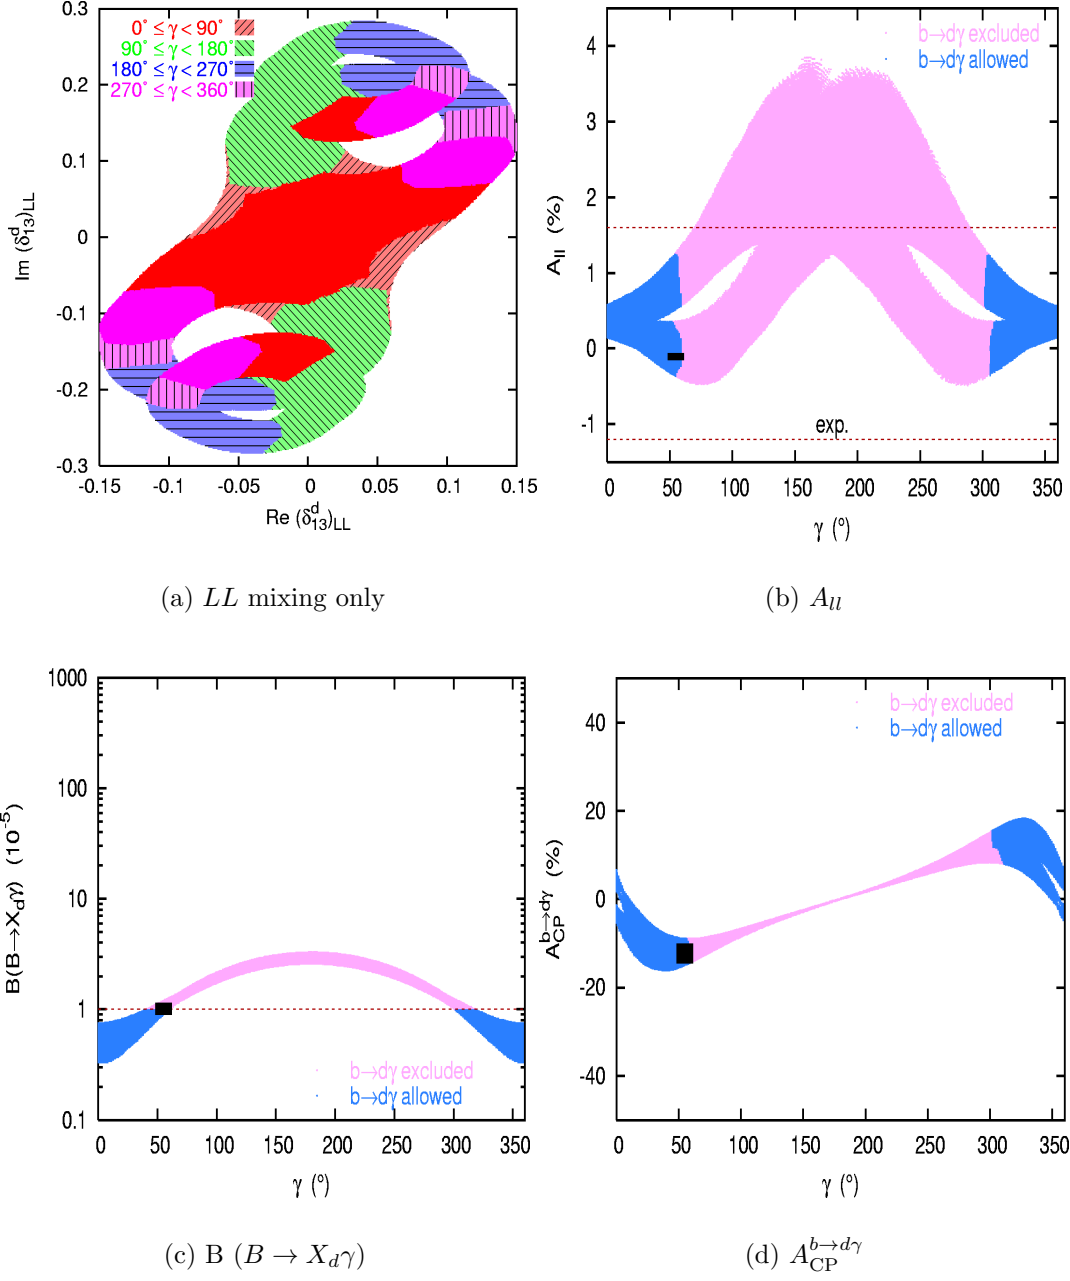 0° ≤ γ < 90°
90° ≤ γ < 180°
180° ≤ γ < 270°
270° ≤ γ < 360°
0.3
0.2
0.1
0
-0.1
-0.2
-0.3
Im (δ^d_13)_LL
-0.15
-0.1
-0.05
0
0.05
0.1
0.15
Re (δ^d_13)_LL
(a) LL mixing only
b→dγ excluded
b→dγ allowed
4
3
2
1
0
-1
A_ll (%)
exp.
0
50
100
150
200
250
300
350
γ (°)
(b) A_ll
1000
100
10
1
0.1
B(B→X_dγ) (10^-5)
b→dγ excluded
b→dγ allowed
0
50
100
150
200
250
300
350
γ (°)
(c) B (B → X_dγ)
b→dγ excluded
b→dγ allowed
40
20
0
-20
-40
A_CP^b→dγ (%)
0
50
100
150
200
250
300
350
γ (°)
(d) A_CP^b→dγ